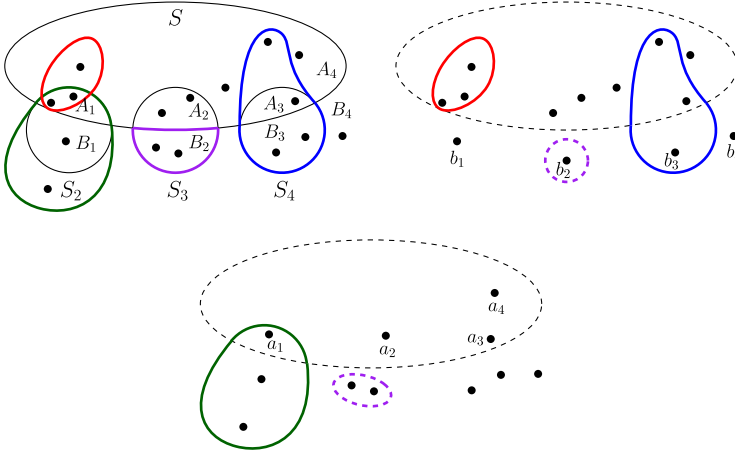 S
A₄
A₁ A₂ A₃ B₄
B₁ B₂ B₃
S₂ S₃ S₄
b₁ b₂ b₃ b
a₄
a₁ a₂ a₃